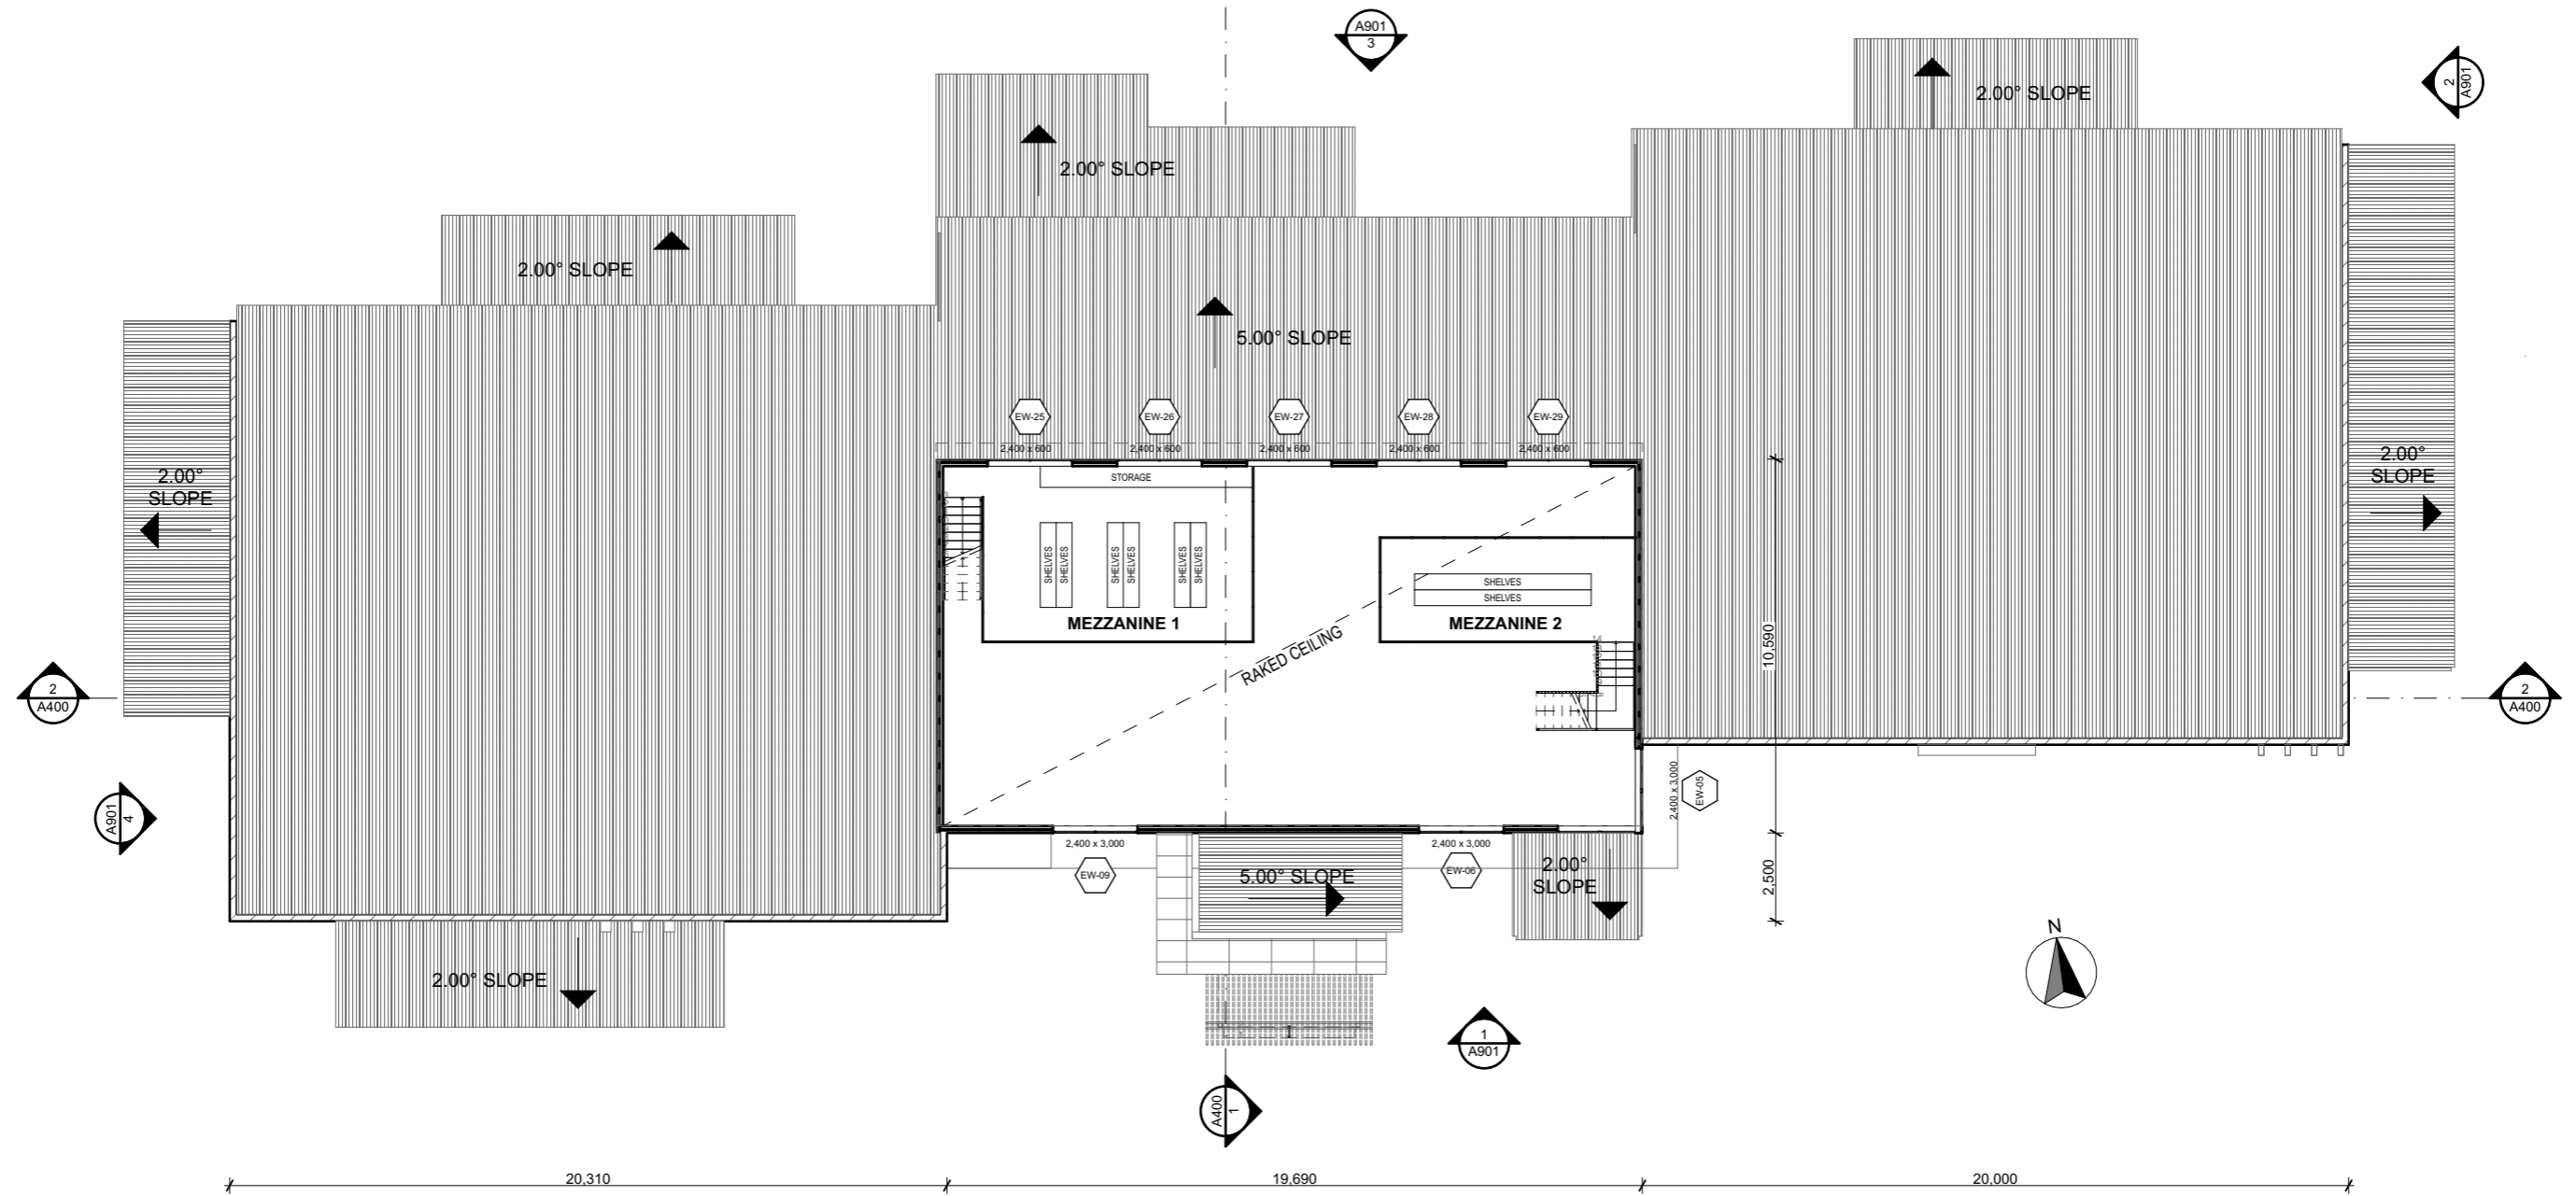 A901
3
2
A901
2.00° SLOPE
2.00° SLOPE
2.00° SLOPE
5.00° SLOPE
EW-25
EW-26
EW-27
EW-28
EW-29
2,400 x 600
2,400 x 600
2,400 x 600
2,400 x 600
2,400 x 600
2.00°
SLOPE
STORAGE
2.00°
SLOPE
SHELVES
SHELVES
SHELVES
SHELVES
SHELVES
SHELVES
SHELVES
SHELVES
MEZZANINE 1
MEZZANINE 2
RAKED CEILING
14
10,590
2
A400
2
A400
2,400 x 3,000
EW-05
A901
4
2,400 x 3,000
2,400 x 3,000
EW-09
EW-06
5.00° SLOPE
2.00°
SLOPE
2,500
N
2.00° SLOPE
1
A901
A400
1
20,310
19,690
20,000